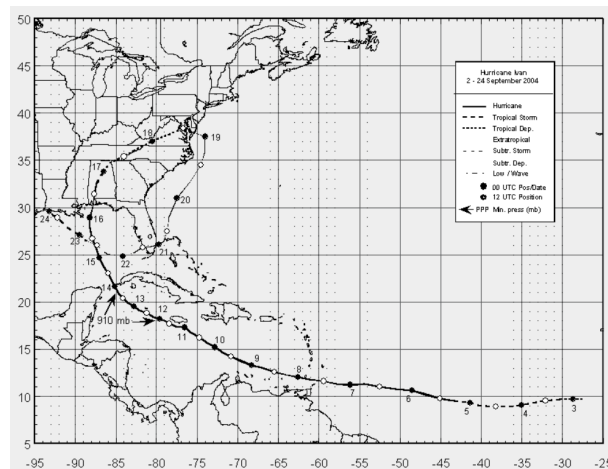 50
45
40
35
30
25
20
15
10
5
-95 -90 -85 -80 -75 -70 -65 -60 -55 -50 -45 -40 -35 -30 -25
Hurricane Ivan
2 - 24 September 2004
Hurricane
Tropical Storm
Tropical Dep.
Extratropical
Subtr. Storm
Subtr. Dep.
Low / Wave
00 UTC Pos/Date
12 UTC Position
PPP Min. press (mb)
19
18
17
20
24
16
23
21
22
15
14
13
910 mb
12
11
10
9
8
7
6
5
4
3